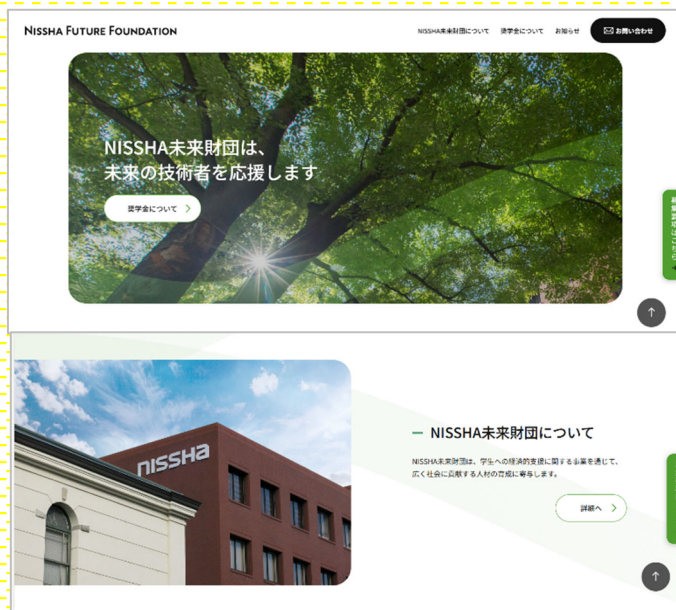 NISSHA FUTURE FOUNDATION
NISSHA未来財団について
奨学金について
お知らせ
お問い合わせ
NISSHA未来財団は、
未来の技術者を応援します
奨学金について
NISSHA
NISSHA未来財団について
NISSHA未来財団は、学生への経済的支援に関する事業を通じて、
広く社会に貢献する人材の育成に寄与します。
詳細へ